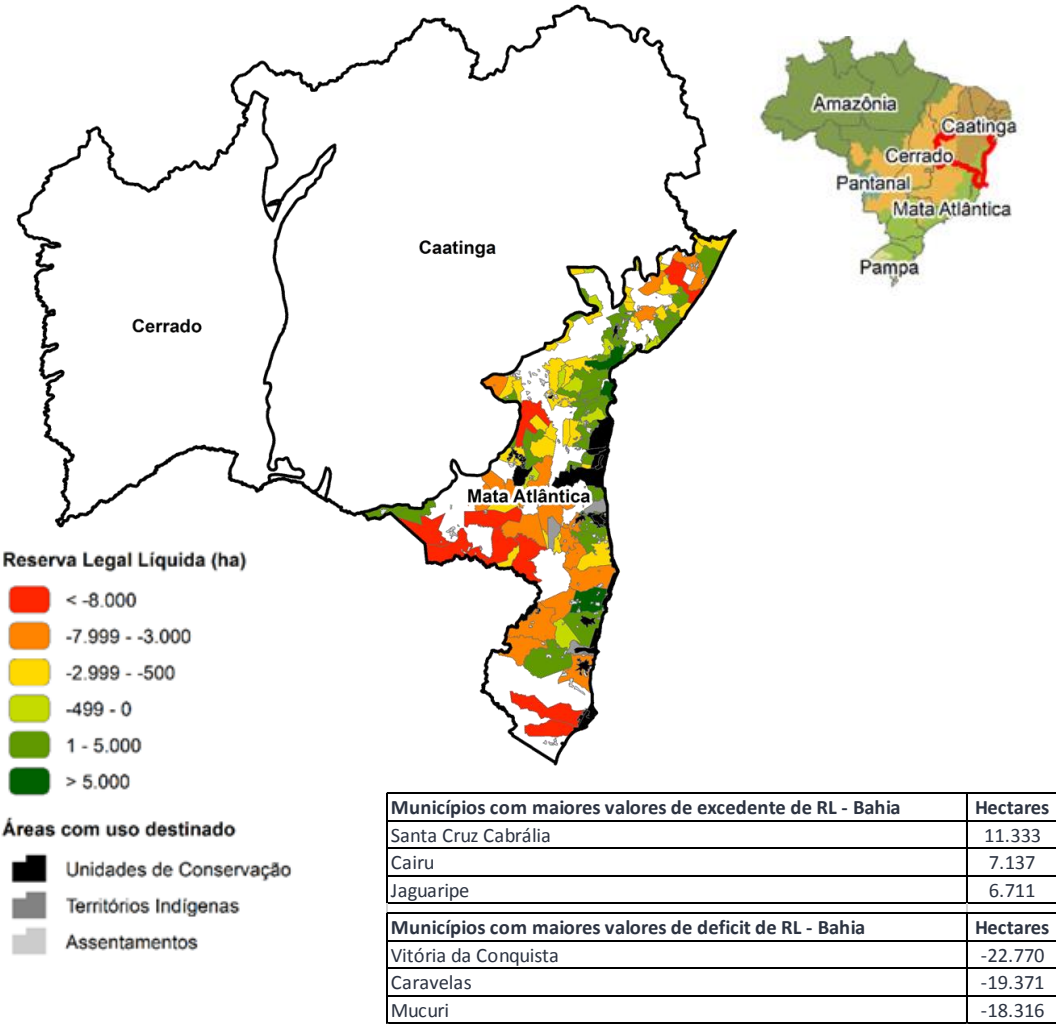 Amazônia
Caatinga
Cerrado
Pantanal
Mata Atlântica
Pampa
Caatinga
Cerrado
Mata Atlântica
Reserva Legal Líquida (ha)
< -8.000
-7.999 - -3.000
-2.999 - -500
-499 - 0
1 - 5.000
> 5.000
Áreas com uso destinado
Unidades de Conservação
Territórios Indígenas
Assentamentos
Municípios com maiores valores de excedente de RL - Bahia Hectares
Santa Cruz Cabrália 11.333
Cairu 7.137
Jaguaripe 6.711
Municípios com maiores valores de deficit de RL - Bahia Hectares
Vitória da Conquista -22.770
Caravelas -19.371
Mucuri -18.316